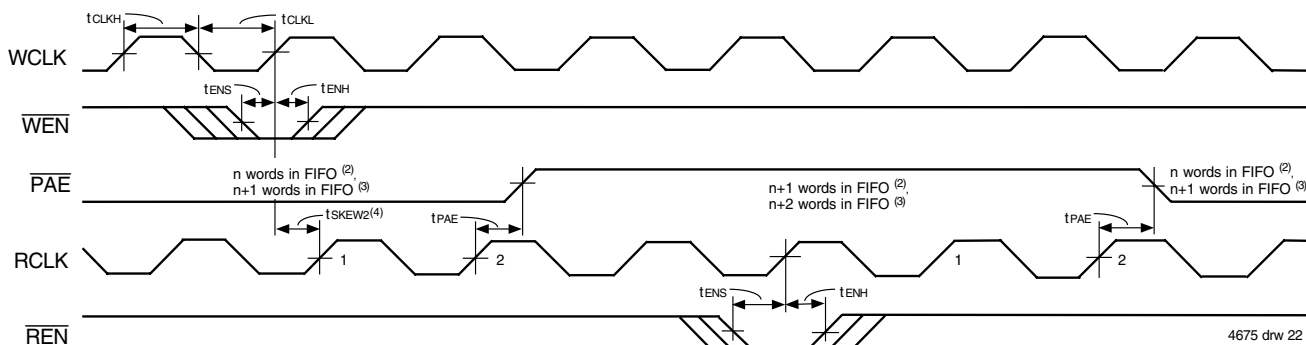 tCLKH
tCLKL
WCLK
tENS
tENH
WEN
n words in FIFO (2),
n+1 words in FIFO (3)
PAE
n+1 words in FIFO (2),
n+2 words in FIFO (3)
n words in FIFO (2),
n+1 words in FIFO (3)
tSKEW2(4)
tPAE
tPAE
RCLK
1
2
1
2
tENS
tENH
REN
4675 drw 22